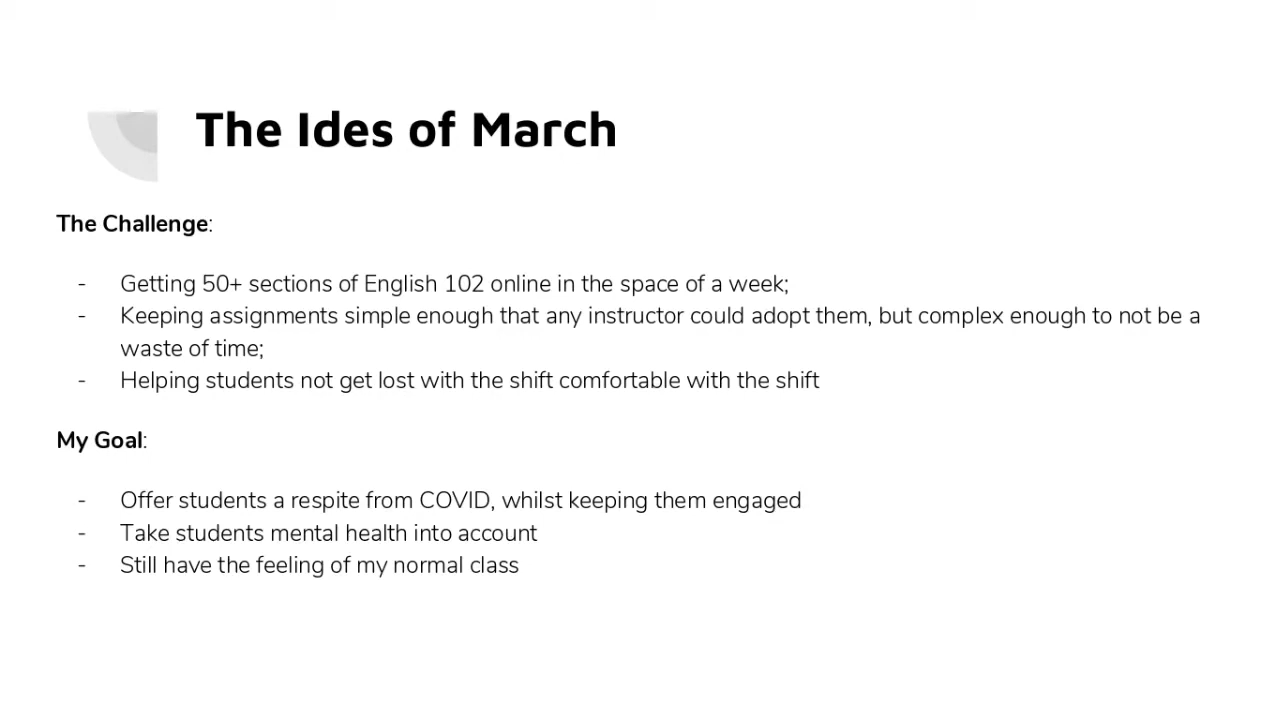 The Ides of March
The Challenge:
- Getting 50+ sections of English 102 online in the space of a week;
- Keeping assignments simple enough that any instructor could adopt them, but complex enough to not be a
waste of time;
- Helping students not get lost with the shift comfortable with the shift
My Goal:
- Offer students a respite from COVID, whilst keeping them engaged
- Take students mental health into account
- Still have the feeling of my normal class